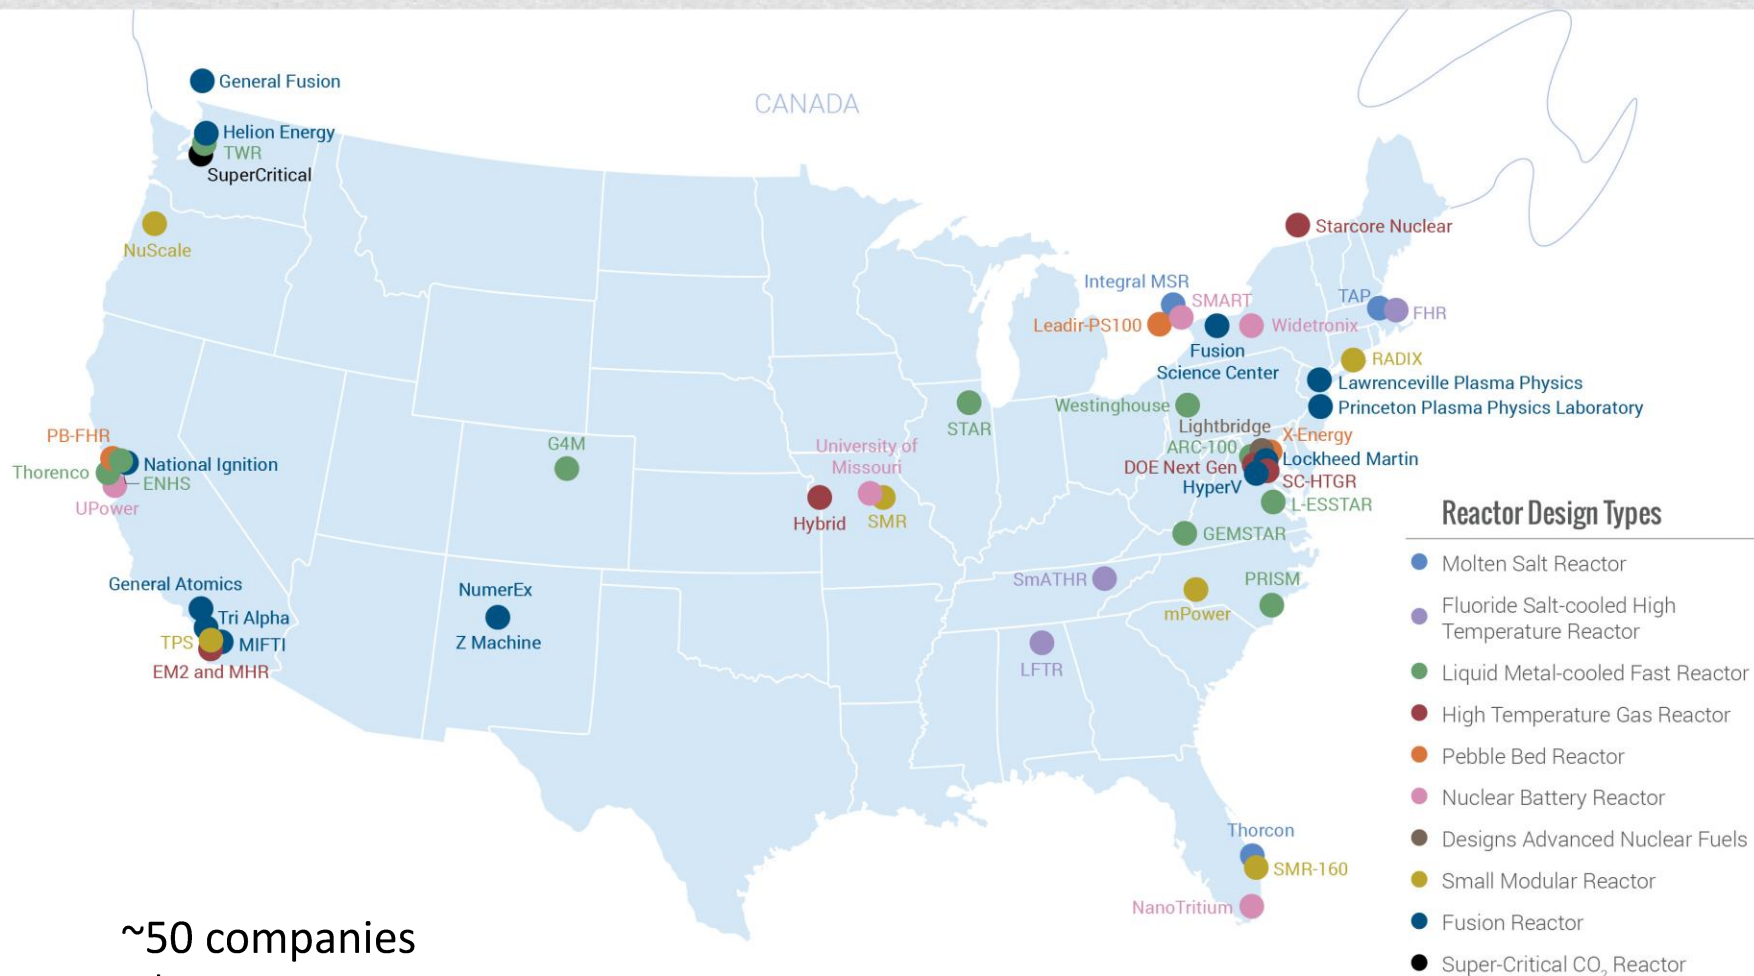 General Fusion
CANADA
Helion Energy
TWR
SuperCritical
NuScale
Starcore Nuclear
Integral MSR
SMART
TAP
FHR
Leadir-PS100
Widetronix
Fusion
Science Center
RADIX
Lawrenceville Plasma Physics
Princeton Plasma Physics Laboratory
Westinghouse
STAR
Lightbridge
X-Energy
ARC-100
Lockheed Martin
DOE Next Gen
SC-HTGR
HyperV
L-ESSTAR
GEMSTAR
PB-FHR
National Ignition
Thorenco
ENHS
UPower
G4M
University of
Missouri
Hybrid
SMR
General Atomics
Tri Alpha
TPS
MIFTI
EM2 and MHR
NumerEx
Z Machine
SmATHR
PRISM
mPower
LFTR
Thorcon
SMR-160
NanoTritium
~50 companies
Reactor Design Types
Molten Salt Reactor
Fluoride Salt-cooled High
Temperature Reactor
Liquid Metal-cooled Fast Reactor
High Temperature Gas Reactor
Pebble Bed Reactor
Nuclear Battery Reactor
Designs Advanced Nuclear Fuels
Small Modular Reactor
Fusion Reactor
Super-Critical CO₂ Reactor